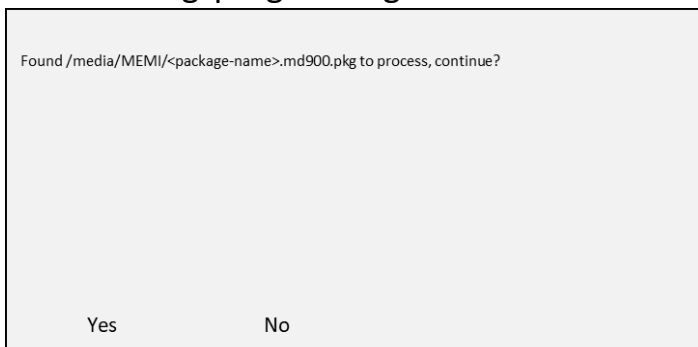 Found /media/MEMI/<package-name>.md900.pkg to process, continue?
Yes No